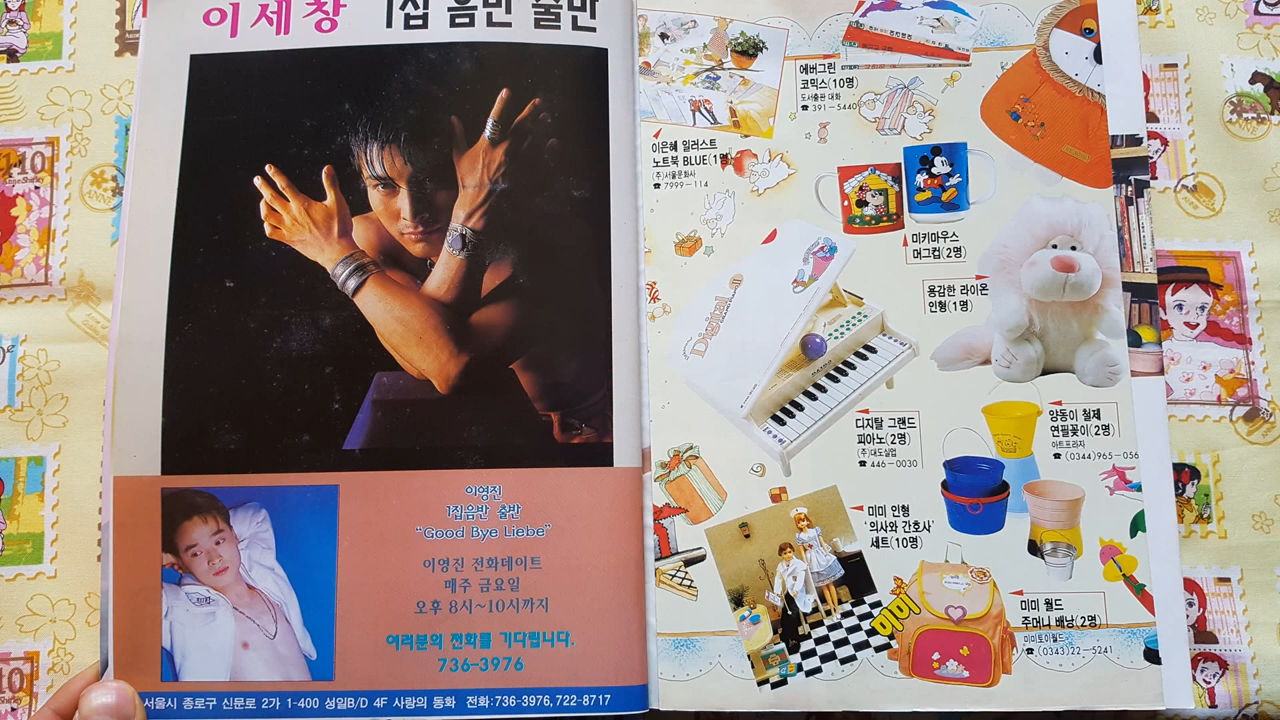 이세창 1집 음반 출반
이영진
1집음반 출반
“Good Bye Liebe”
이영진 전화데이트
매주 금요일
오후 8시~10시까지
여러분의 전화를 기다립니다.
736-3976
서울시 종로구 신문로 2가 1-400 성일B/D 4F 사랑의 동화 전화:736-3976, 722-8717
에버그린
코믹스(10명)
도서출판 대화
☎ 391-5440
이은혜 일러스트
노트북 BLUE(1명)
(주)서울문화사
☎ 7999-114
미키마우스
머그컵(2명)
용감한 라이온
인형(1명)
Digital
디지탈 그랜드
피아노(2명)
(주)대도실업
☎ 446-0030
양동이 철제
연필꽂이(2명)
아트프라자
☎ (0344)965-056
미미 인형
‘의사와 간호사’
세트(10명)
미미
미미 월드
주머니 배낭(2명)
미미토이월드
☎ (0343)22-5241
10
Anne Shirley